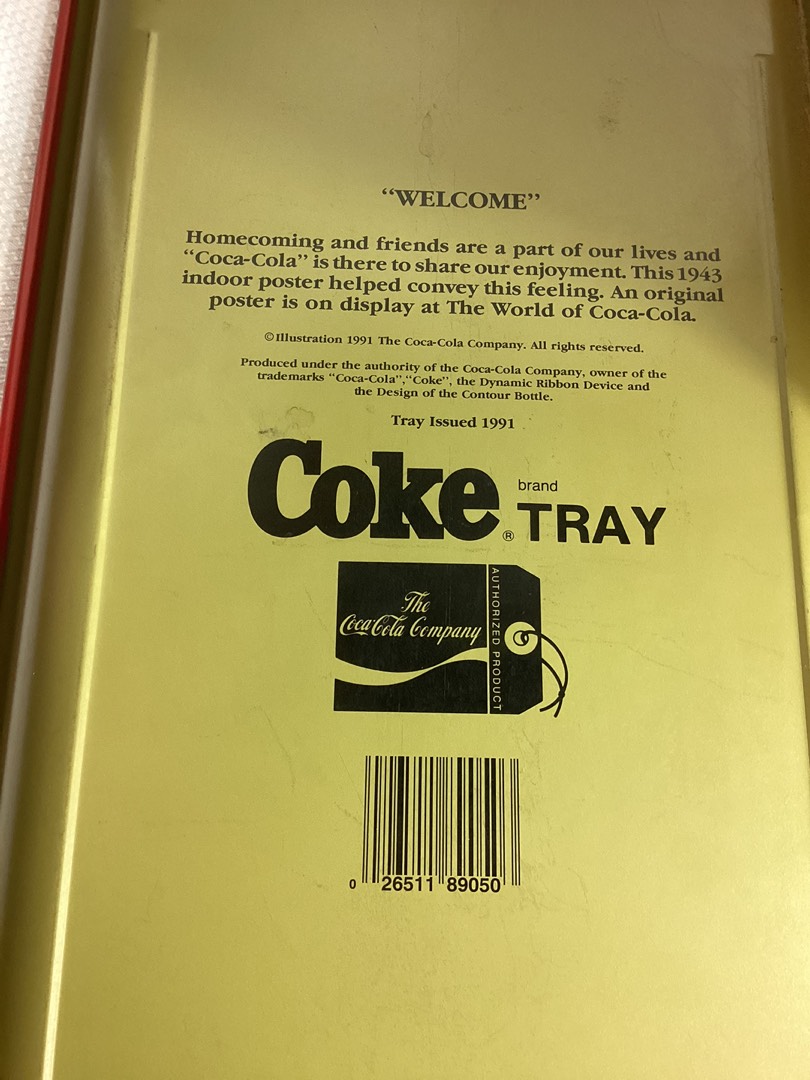 “WELCOME”
Homecoming and friends are a part of our lives and
“Coca-Cola” is there to share our enjoyment. This 1943
indoor poster helped convey this feeling. An original
poster is on display at The World of Coca-Cola.
©Illustration 1991 The Coca-Cola Company. All rights reserved.
Produced under the authority of the Coca-Cola Company, owner of the
trademarks “Coca-Cola”,“Coke”, the Dynamic Ribbon Device and
the Design of the Contour Bottle.
Tray Issued 1991
Coke® brand TRAY
The
Coca-Cola Company
AUTHORIZED PRODUCT
0 26511 89050